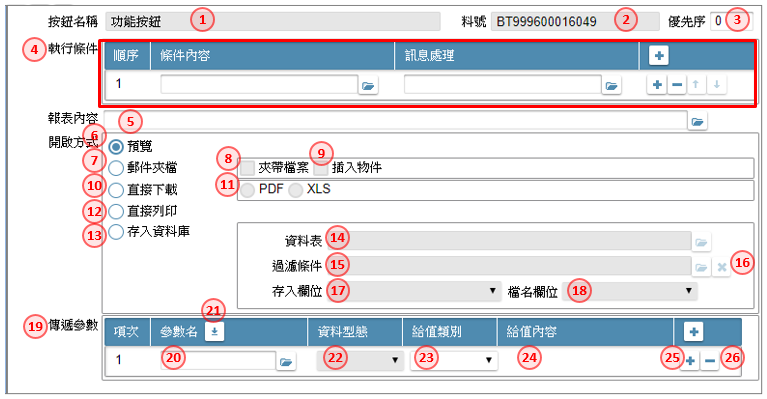 按鈕名稱 功能按鈕 1 料號 BT999600016049 2 優先序 0 3
4 執行條件 順序 條件內容 訊息處理
1
報表內容 5
開啟方式 6 預覽
7 郵件夾檔 8 夾帶檔案 9 插入物件
10 直接下載 11 PDF XLS
12 直接列印
13 存入資料庫
資料表 14
過濾條件 15 16
存入欄位 17 檔名欄位 18
19 傳遞參數 項次 參數名 21 資料型態 給值類別 給值內容
1 20 22 23 24 25 26